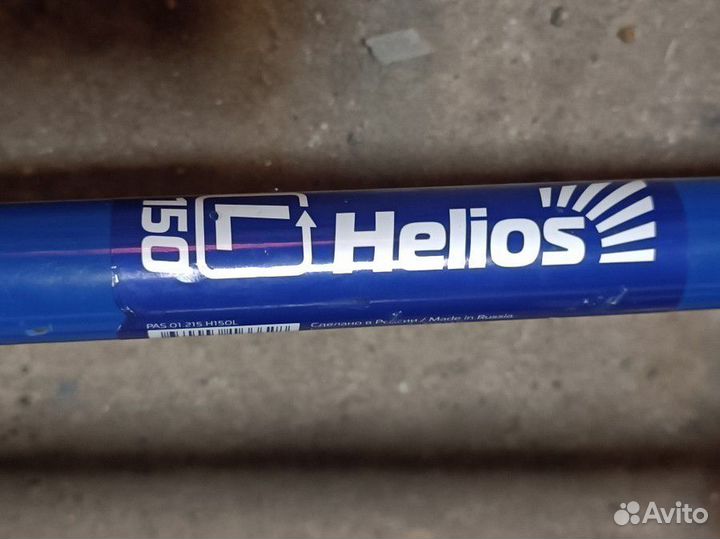 150 L Helios
PAS.01.215.H150L
Сделано в России / Made in Russia
Avito